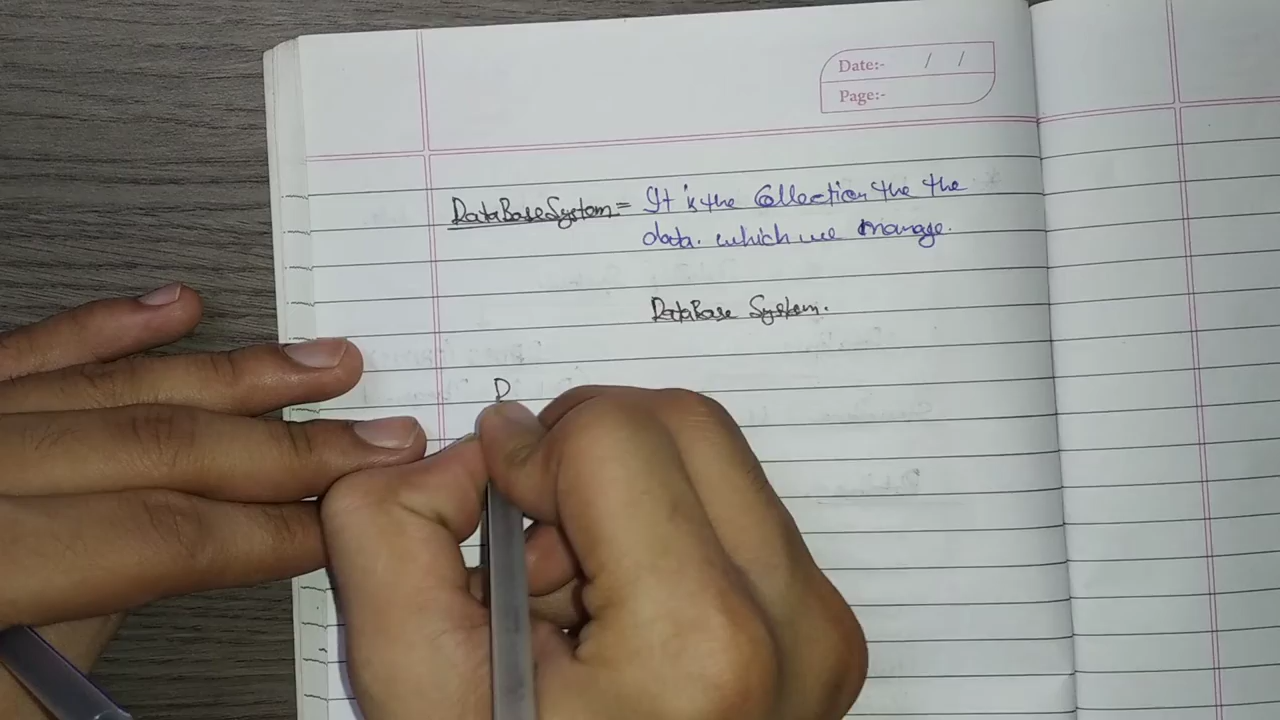 Date:- / /
Page:-
DataBase System = It is the Collection the the
data. which we manage.
DataBase System.
D